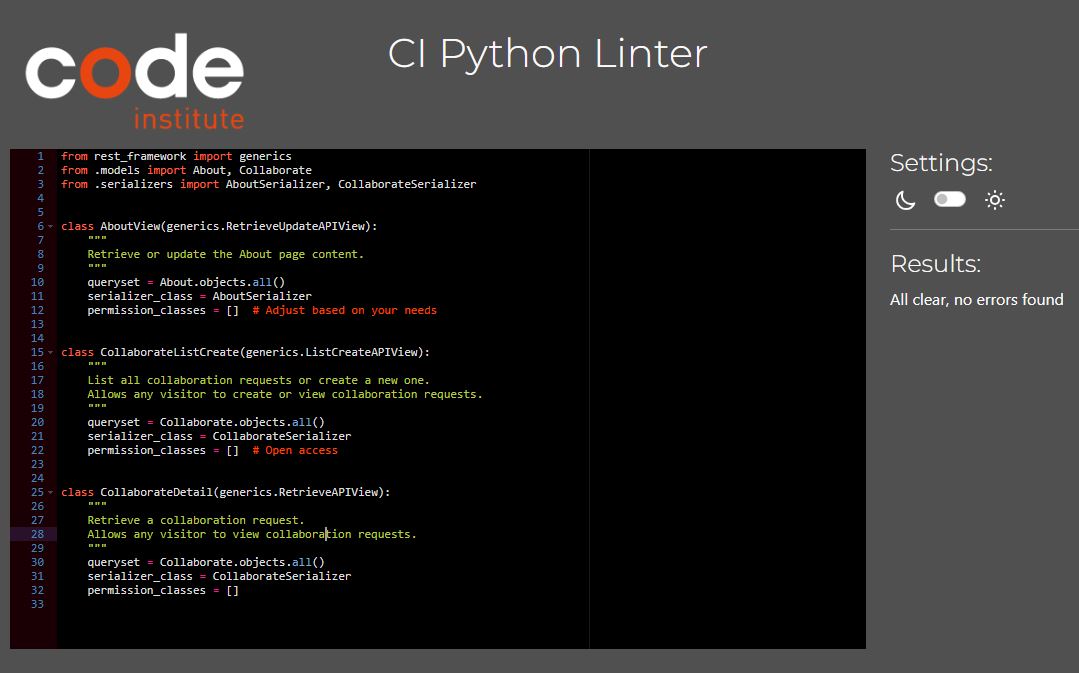 code
institute
CI Python Linter
1 from rest_framework import generics
2 from .models import About, Collaborate
3 from .serializers import AboutSerializer, CollaborateSerializer
4
5
6 class AboutView(generics.RetrieveUpdateAPIView):
7     """
8     Retrieve or update the About page content.
9     """
10     queryset = About.objects.all()
11     serializer_class = AboutSerializer
12     permission_classes = []  # Adjust based on your needs
13
14
15 class CollaborateListCreate(generics.ListCreateAPIView):
16     """
17     List all collaboration requests or create a new one.
18     Allows any visitor to create or view collaboration requests.
19     """
20     queryset = Collaborate.objects.all()
21     serializer_class = CollaborateSerializer
22     permission_classes = []  # Open access
23
24
25 class CollaborateDetail(generics.RetrieveAPIView):
26     """
27     Retrieve a collaboration request.
28     Allows any visitor to view collaboration requests.
29     """
30     queryset = Collaborate.objects.all()
31     serializer_class = CollaborateSerializer
32     permission_classes = []
33
Settings:
Results:
All clear, no errors found